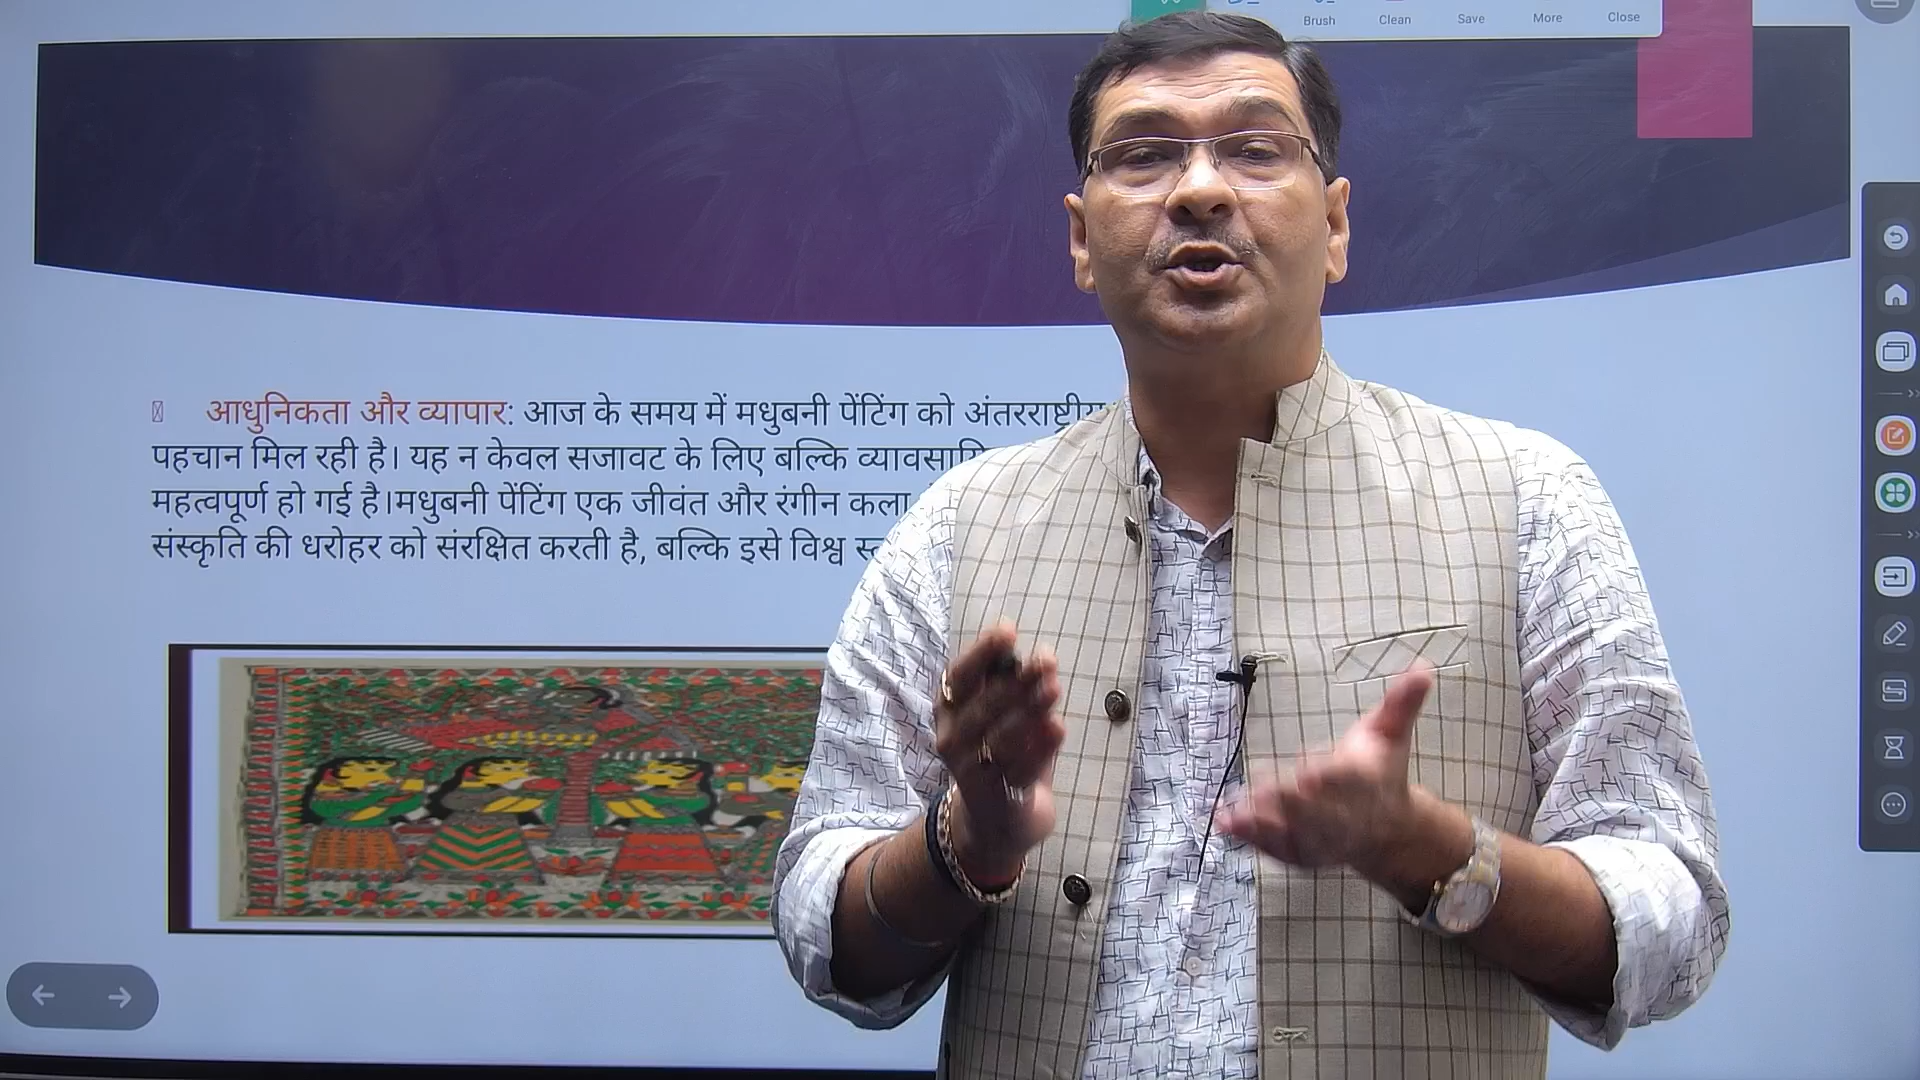 Brush Clean Save More Close
आधुनिकता और व्यापार: आज के समय में मधुबनी पेंटिंग को अंतरराष्ट्रीय
पहचान मिल रही है। यह न केवल सजावट के लिए बल्कि
महत्वपूर्ण हो गई है।मधुबनी पेंटिंग एक जीवंत और रंगीन कला
संस्कृति की धरोहर को संरक्षित करती है, बल्कि इसे विश्व